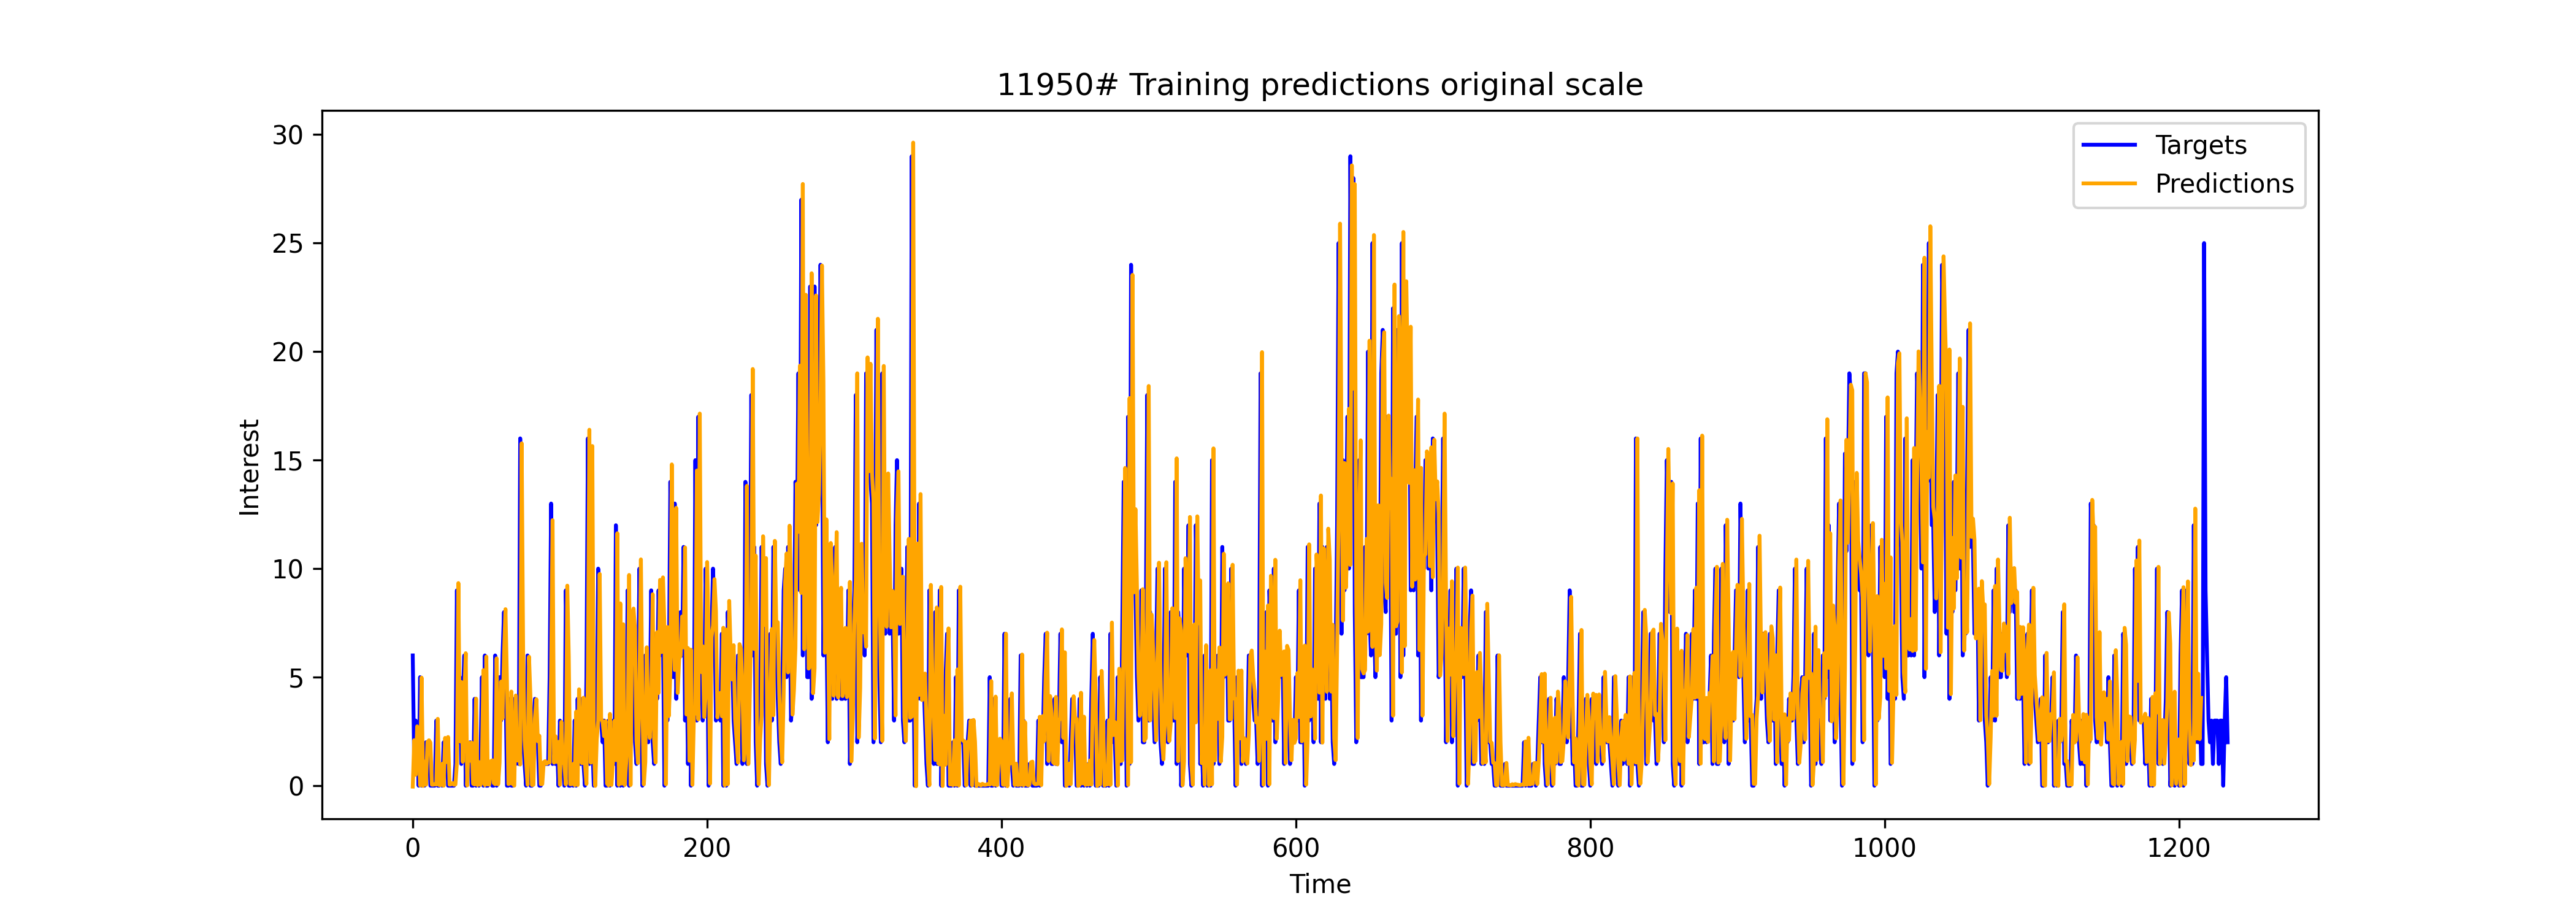 11950# Training predictions original scale
Targets
Predictions
Interest
30
25
20
15
10
5
0
0 200 400 600 800 1000 1200
Time